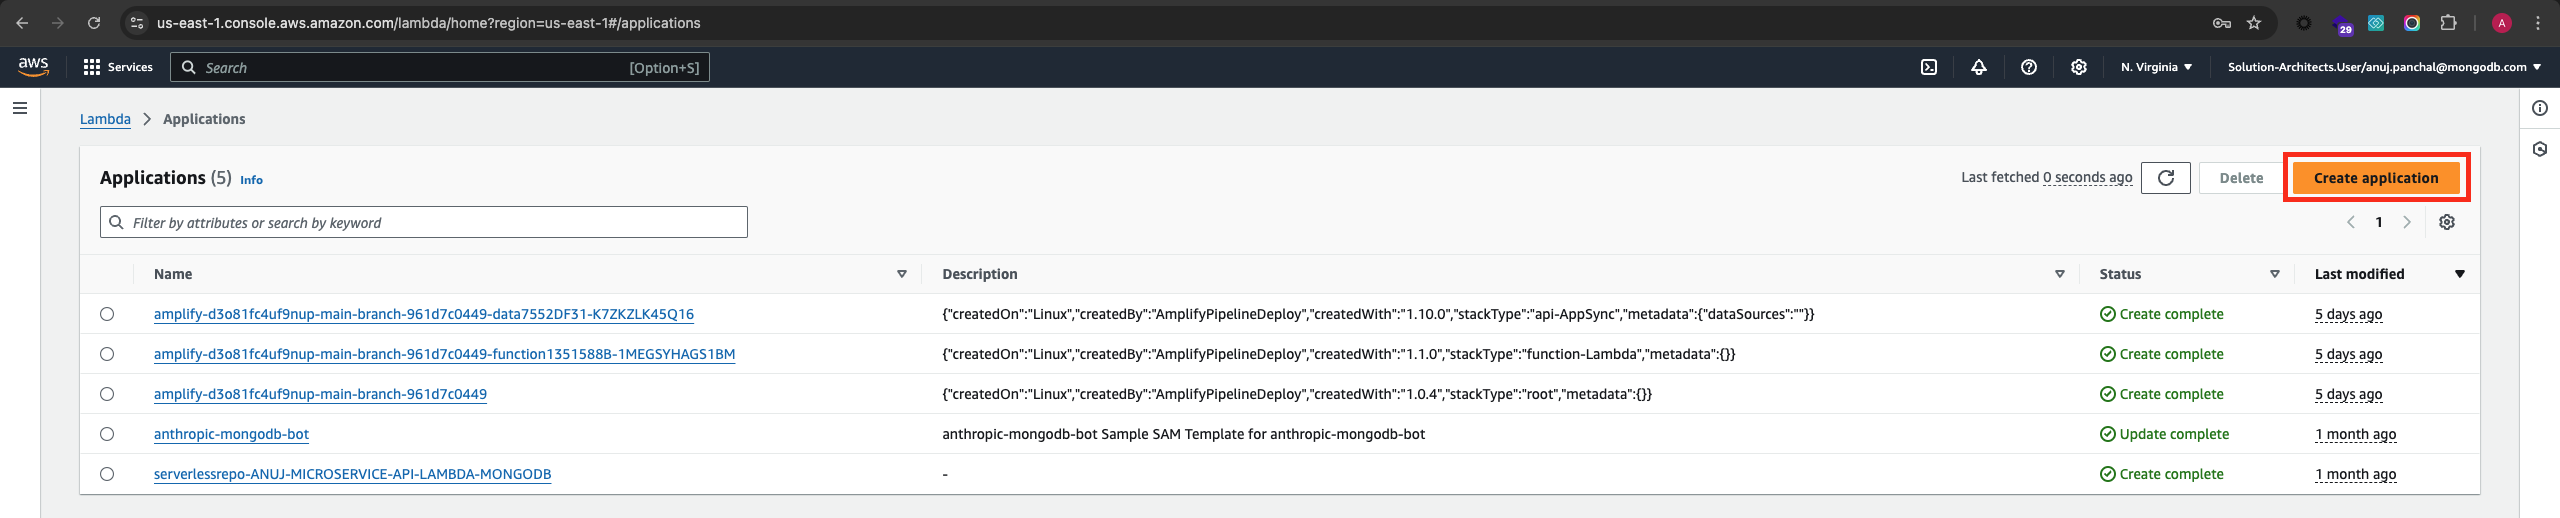 us-east-1.console.aws.amazon.com/lambda/home?region=us-east-1#/applications
29
A
aws Services Search [Option+S] N. Virginia Solution-Architects.User/anuj.panchal@mongodb.com
Lambda Applications
Applications (5) Info Last fetched 0 seconds ago Delete Create application
Filter by attributes or search by keyword 1
Name Description Status Last modified
amplify-d3o81fc4uf9nup-main-branch-961d7c0449-data7552DF31-K7ZKZLK45Q16 {"createdOn":"Linux","createdBy":"AmplifyPipelineDeploy","createdWith":"1.10.0","stackType":"api-AppSync","metadata":{"dataSources":""}} Create complete 5 days ago
amplify-d3o81fc4uf9nup-main-branch-961d7c0449-function1351588B-1MEGSYHAGS1BM {"createdOn":"Linux","createdBy":"AmplifyPipelineDeploy","createdWith":"1.1.0","stackType":"function-Lambda","metadata":{}} Create complete 5 days ago
amplify-d3o81fc4uf9nup-main-branch-961d7c0449 {"createdOn":"Linux","createdBy":"AmplifyPipelineDeploy","createdWith":"1.0.4","stackType":"root","metadata":{}} Create complete 5 days ago
anthropic-mongodb-bot anthropic-mongodb-bot Sample SAM Template for anthropic-mongodb-bot Update complete 1 month ago
serverlessrepo-ANUJ-MICROSERVICE-API-LAMBDA-MONGODB - Create complete 1 month ago